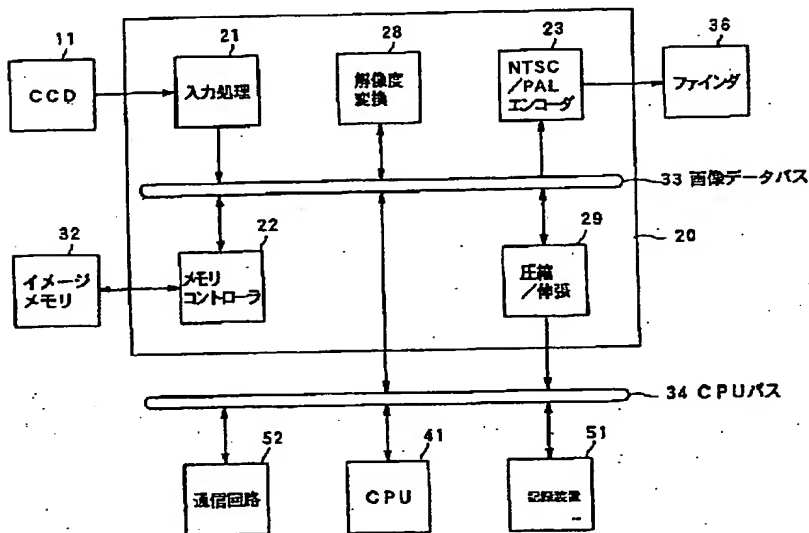 11
CCD
21
入力処理
28
解像度
変換
23
NTSC
/PAL
エンコーダ
36
ファインダ
33 画像データバス
32
イメージ
メモリ
22
メモリ
コントローラ
29
圧縮
/伸張
20
34 CPUバス
52
通信回路
41
CPU
51
記録装置